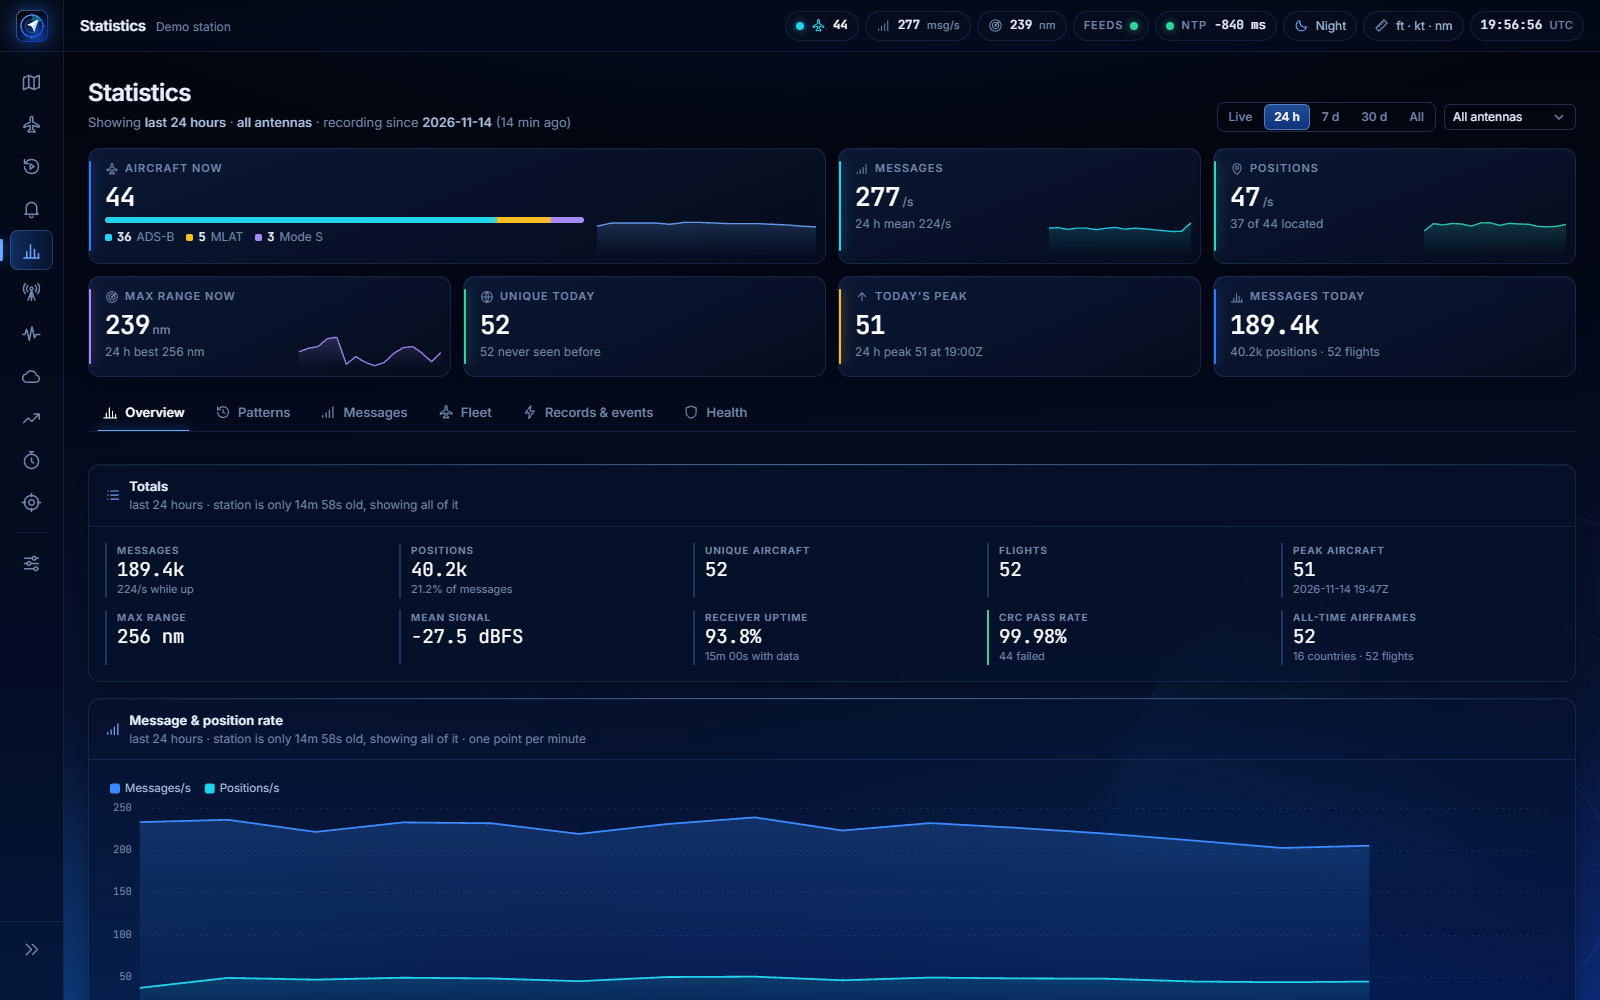 Statistics Demo station
44
277 msg/s
239 nm
FEEDS
NTP -840 ms
Night
ft · kt · nm
19:56:56 UTC
Statistics
Showing last 24 hours · all antennas · recording since 2026-11-14 (14 min ago)
Live 24 h 7 d 30 d All
All antennas
AIRCRAFT NOW
44
36 ADS-B 5 MLAT 3 Mode S
MESSAGES
277 /s
24 h mean 224/s
POSITIONS
47 /s
37 of 44 located
MAX RANGE NOW
239 nm
24 h best 256 nm
UNIQUE TODAY
52
52 never seen before
TODAY'S PEAK
51
24 h peak 51 at 19:00Z
MESSAGES TODAY
189.4k
40.2k positions · 52 flights
Overview Patterns Messages Fleet Records & events Health
Totals
last 24 hours · station is only 14m 58s old, showing all of it
MESSAGES
189.4k
224/s while up
POSITIONS
40.2k
21.2% of messages
UNIQUE AIRCRAFT
52
FLIGHTS
52
PEAK AIRCRAFT
51
2026-11-14 19:47Z
MAX RANGE
256 nm
MEAN SIGNAL
-27.5 dBFS
RECEIVER UPTIME
93.8%
15m 00s with data
CRC PASS RATE
99.98%
44 failed
ALL-TIME AIRFRAMES
52
16 countries · 52 flights
Message & position rate
last 24 hours · station is only 14m 58s old, showing all of it · one point per minute
Messages/s Positions/s
250
200
150
100
50